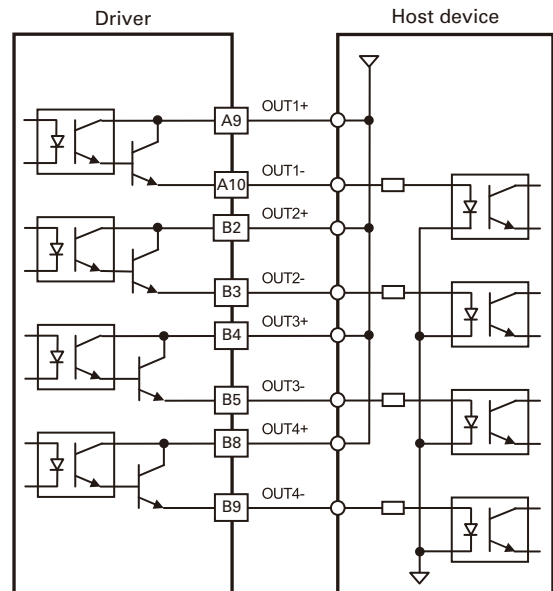 Driver
Host device
A9
OUT1+
A10
OUT1-
B2
OUT2+
B3
OUT2-
B4
OUT3+
B5
OUT3-
B8
OUT4+
B9
OUT4-